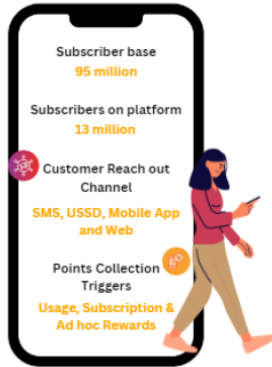 Subscriber base
95 million
Subscribers on platform
13 million
Customer Reach out
Channel
SMS, USSD, Mobile App
and Web
Points Collection
Triggers
Usage, Subscription &
Ad hoc Rewards